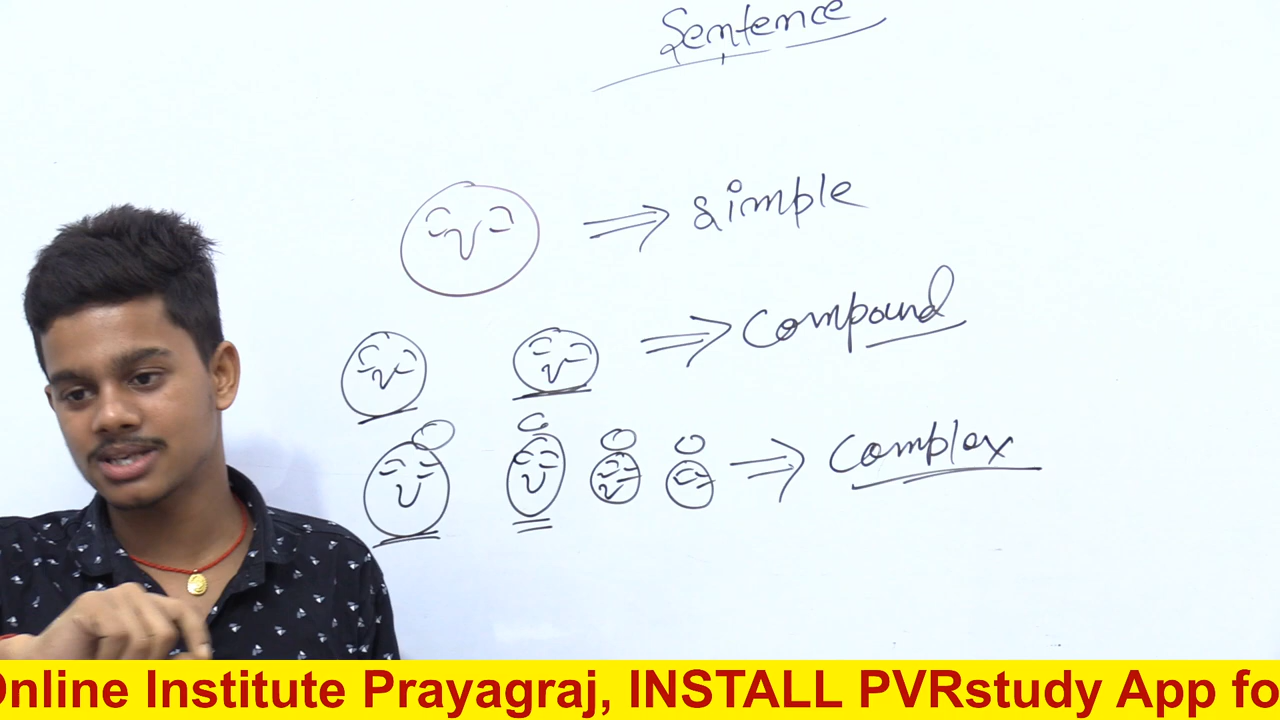 Sentence
Simple
Compound
Complex
Online Institute Prayagraj, INSTALL PVRstudy App fo